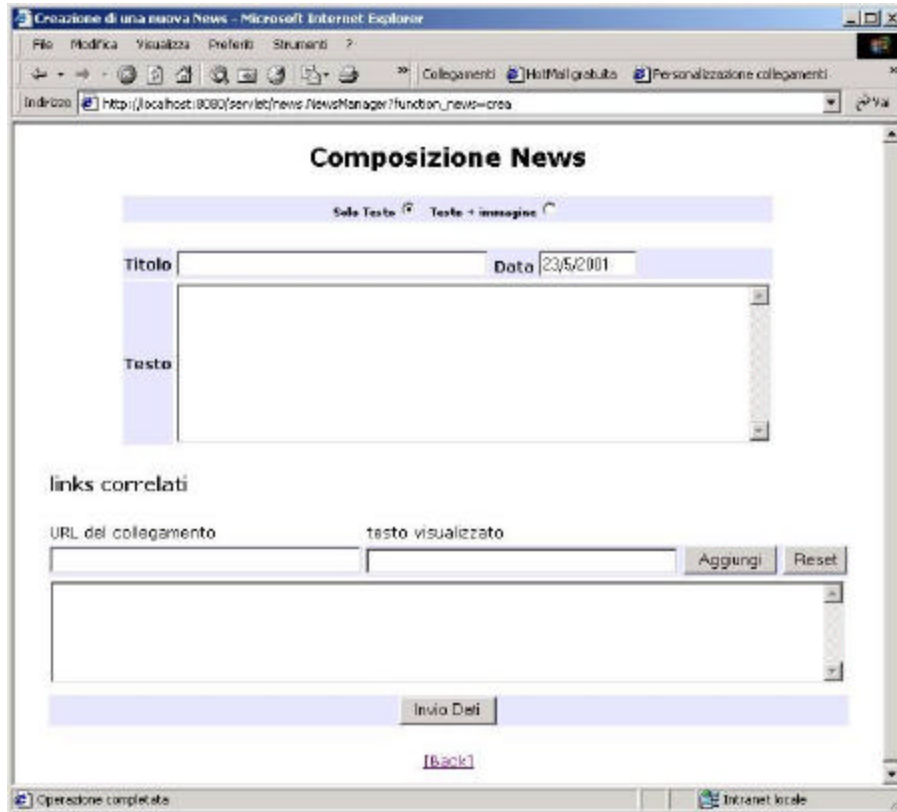 Creazione di una nuova News - Microsoft Internet Explorer
File Modifica Visualizza Preferiti Strumenti ?
» Collegamenti HotMail gratuita Personalizzazione collegamenti »
Indirizzo http://localhost:8080/servlet/news.NewsManager?function_news=crea Vai
Composizione News
Solo Testo Testo + immagine
Titolo Data 23/5/2001
Testo
links correlati
URL del collegamento testo visualizzato
Aggiungi Reset
Invio Dati
[Back]
Operazione completata Intranet locale